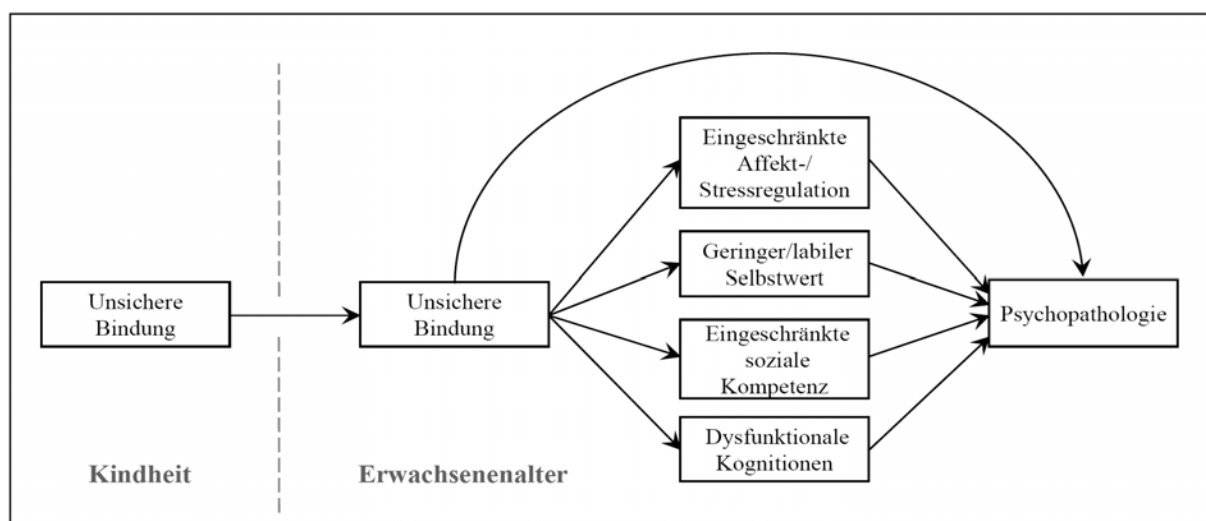 Unsichere
Bindung
Unsichere
Bindung
Eingeschränkte
Affekt-/
Stressregulation
Geringer/labiler
Selbstwert
Eingeschränkte
soziale
Kompetenz
Dysfunktionale
Kognitionen
Psychopathologie
Kindheit
Erwachsenenalter